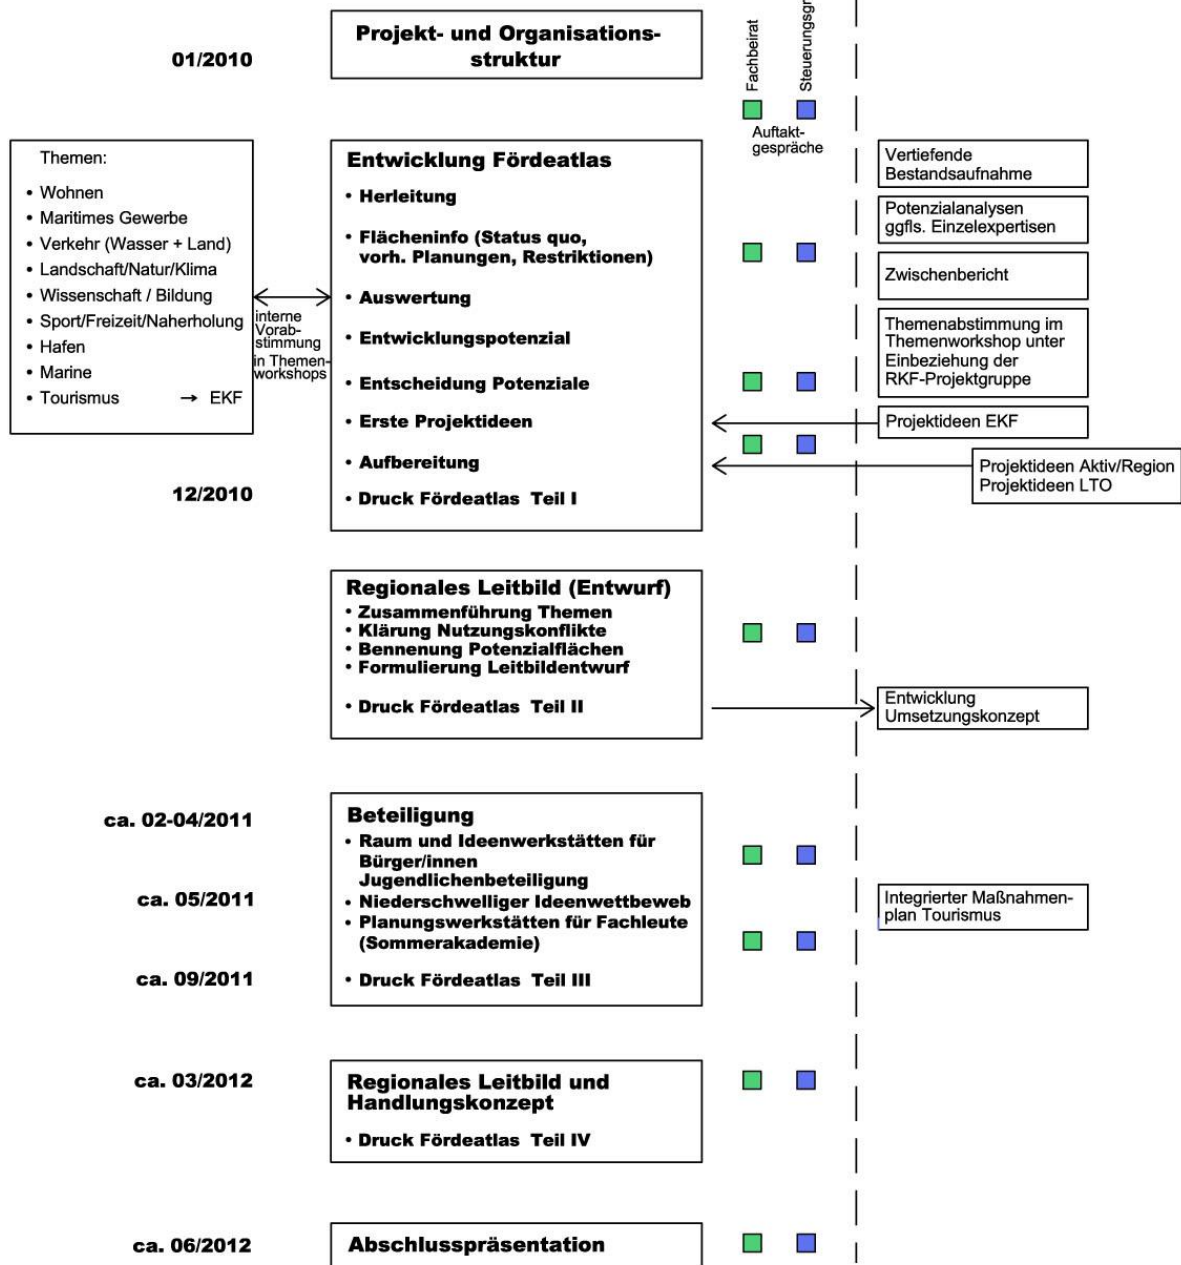 01/2010
Projekt- und Organisations-
struktur
Fachbeirat
Auftakt-
gespräche
Themen:
• Wohnen
• Maritimes Gewerbe
• Verkehr (Wasser + Land)
• Landschaft/Natur/Klima
• Wissenschaft / Bildung
• Sport/Freizeit/Naherholung
• Hafen
• Marine
• Tourismus → EKF
interne
Vorab-
stimmung
in Themen-
workshops
Entwicklung Fördeatlas
• Herleitung
• Flächeninfo (Status quo,
vorh. Planungen, Restriktionen)
• Auswertung
• Entwicklungspotenzial
• Entscheidung Potenziale
• Erste Projektideen
• Aufbereitung
12/2010
• Druck Fördeatlas Teil I
Vertiefende
Bestandsaufnahme
Potenzialanalysen
ggfls. Einzelexpertisen
Zwischenbericht
Themenabstimmung im
Themenworkshop unter
Einbeziehung der
RKF-Projektgruppe
Projektideen EKF
Projektideen Aktiv/Region
Projektideen LTO
Regionales Leitbild (Entwurf)
• Zusammenführung Themen
• Klärung Nutzungskonflikte
• Bennenung Potenzialflächen
• Formulierung Leitbildentwurf
• Druck Fördeatlas Teil II
Entwicklung
Umsetzungskonzept
ca. 02-04/2011
Beteiligung
• Raum und Ideenwerkstätten für
Bürger/innen
Jugendlichenbeteiligung
ca. 05/2011
• Niederschwelliger Ideenwettbeweb
• Planungswerkstätten für Fachleute
(Sommerakademie)
ca. 09/2011
• Druck Fördeatlas Teil III
Integrierter Maßnahmen-
plan Tourismus
ca. 03/2012
Regionales Leitbild und
Handlungskonzept
• Druck Fördeatlas Teil IV
ca. 06/2012
Abschlusspräsentation